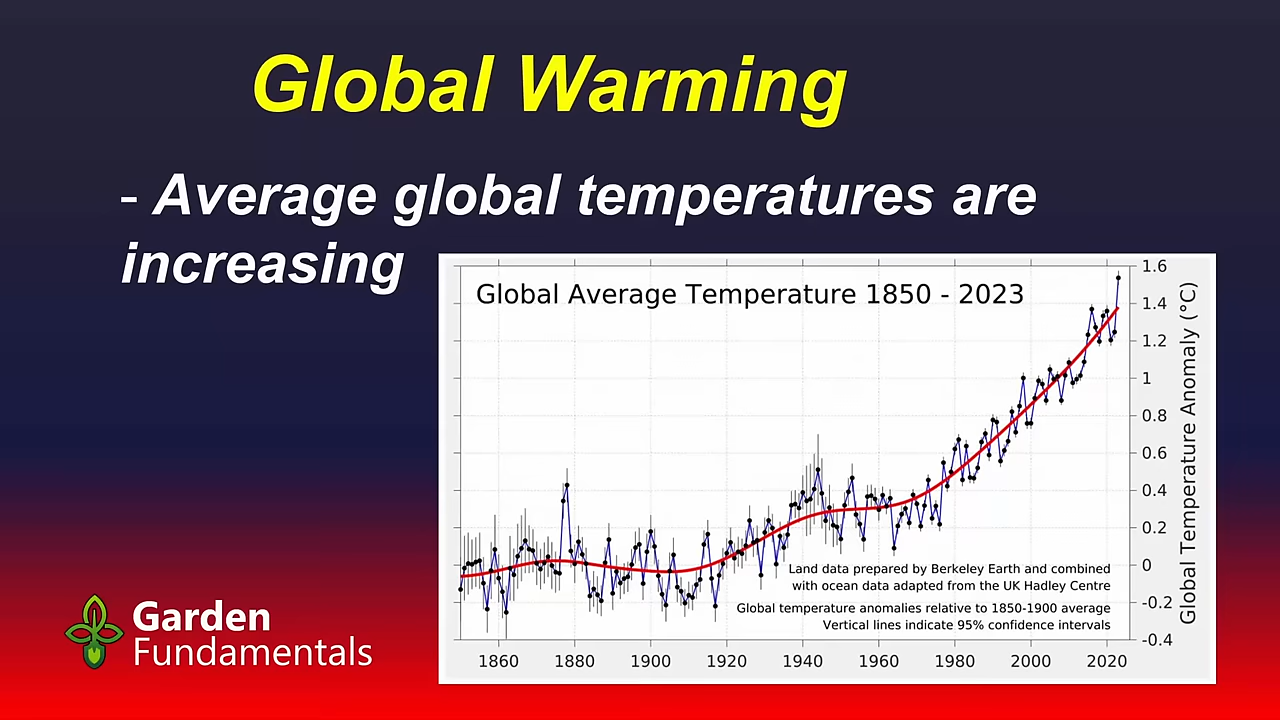 Global Warming
- Average global temperatures are
increasing
Global Average Temperature 1850 - 2023
1.6
1.4
1.2
1
0.8
0.6
0.4
0.2
0
-0.2
-0.4
Global Temperature Anomaly (°C)
Land data prepared by Berkeley Earth and combined
with ocean data adapted from the UK Hadley Centre
Global temperature anomalies relative to 1850-1900 average
Vertical lines indicate 95% confidence intervals
1860 1880 1900 1920 1940 1960 1980 2000 2020
Garden
Fundamentals